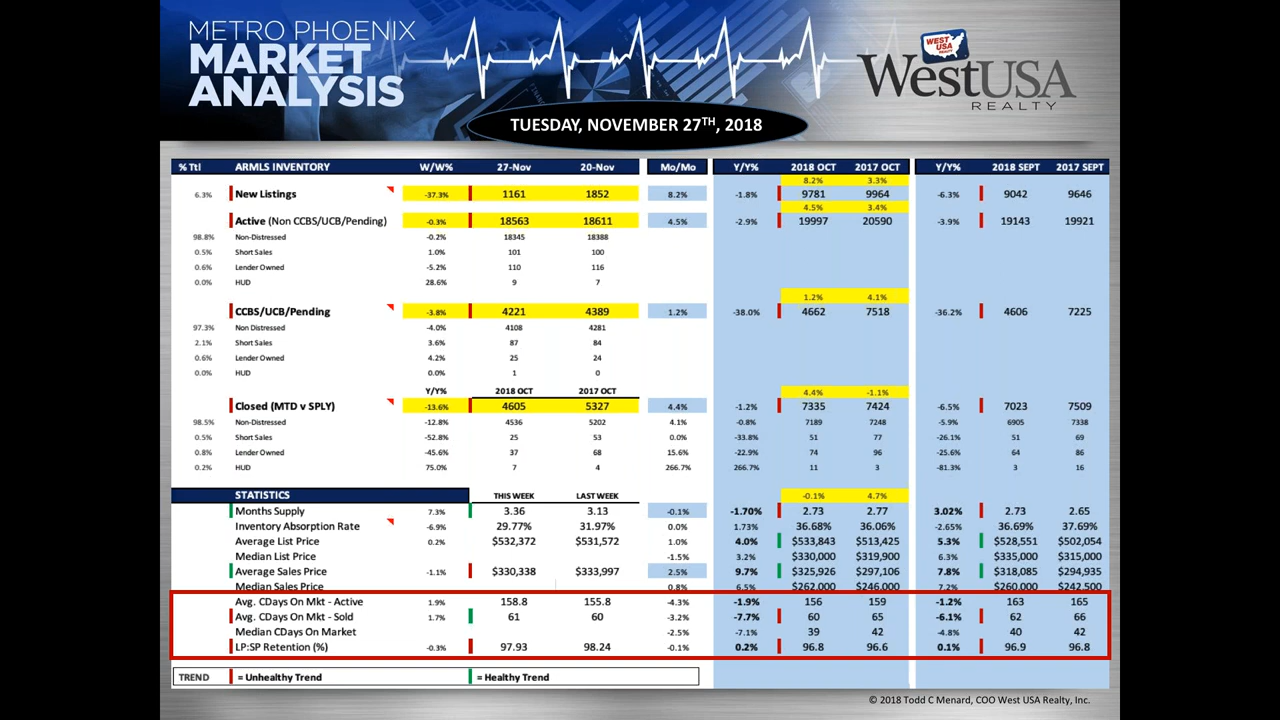 METRO PHOENIX
MARKET
ANALYSIS
WEST
USA
REALTY
WestUSA
REALTY
TUESDAY, NOVEMBER 27TH, 2018
% Ttl ARMLS INVENTORY W/W% 27-Nov 20-Nov Mo/Mo Y/Y% 2018 OCT 2017 OCT Y/Y% 2018 SEPT 2017 SEPT
8.2% 3.3%
6.3% New Listings -37.3% 1161 1852 8.2% -1.8% 9781 9964 -6.3% 9042 9646
4.5% 3.4%
Active (Non CCBS/UCB/Pending) -0.3% 18563 18611 4.5% -2.9% 19997 20590 -3.9% 19143 19921
98.8% Non-Distressed -0.2% 18345 18388
0.5% Short Sales 1.0% 101 100
0.6% Lender Owned -5.2% 110 116
0.0% HUD 28.6% 9 7
1.2% 4.1%
CCBS/UCB/Pending -3.8% 4221 4389 1.2% -38.0% 4662 7518 -36.2% 4606 7225
97.3% Non Distressed -4.0% 4108 4281
2.1% Short Sales 3.6% 87 84
0.6% Lender Owned 4.2% 25 24
0.0% HUD 0.0% 1 0
Y/Y% 2018 OCT 2017 OCT 4.4% -1.1%
Closed (MTD v SPLY) -13.6% 4605 5327 4.4% -1.2% 7335 7424 -6.5% 7023 7509
98.5% Non-Distressed -12.8% 4536 5202 4.1% -0.8% 7189 7248 -5.9% 6905 7338
0.5% Short Sales -52.8% 25 53 0.0% -33.8% 51 77 -26.1% 51 69
0.8% Lender Owned -45.6% 37 68 15.6% -22.9% 74 96 -25.6% 64 86
0.2% HUD 75.0% 7 4 266.7% 266.7% 11 3 -81.3% 3 16
STATISTICS THIS WEEK LAST WEEK -0.1% 4.7%
Months Supply 7.3% 3.36 3.13 -0.1% -1.70% 2.73 2.77 3.02% 2.73 2.65
Inventory Absorption Rate -6.9% 29.77% 31.97% 0.0% 1.73% 36.68% 36.06% -2.65% 36.69% 37.69%
Average List Price 0.2% $532,372 $531,572 1.0% 4.0% $533,843 $513,425 5.3% $528,551 $502,054
Median List Price -1.5% 3.2% $330,000 $319,900 6.3% $335,000 $315,000
Average Sales Price -1.1% $330,338 $333,997 2.5% 9.7% $325,926 $297,106 7.8% $318,085 $294,935
Median Sales Price 0.8% 6.5% $262,000 $246,000 7.2% $260,000 $242,500
Avg. CDays On Mkt - Active 1.9% 158.8 155.8 -4.3% -1.9% 156 159 -1.2% 163 165
Avg. CDays On Mkt - Sold 1.7% 61 60 -3.2% -7.7% 60 65 -6.1% 62 66
Median CDays On Market -2.5% -7.1% 39 42 -4.8% 40 42
LP:SP Retention (%) -0.3% 97.93 98.24 -0.1% 0.2% 96.8 96.6 0.1% 96.9 96.8
TREND = Unhealthy Trend = Healthy Trend
© 2018 Todd C Menard, COO West USA Realty, Inc.